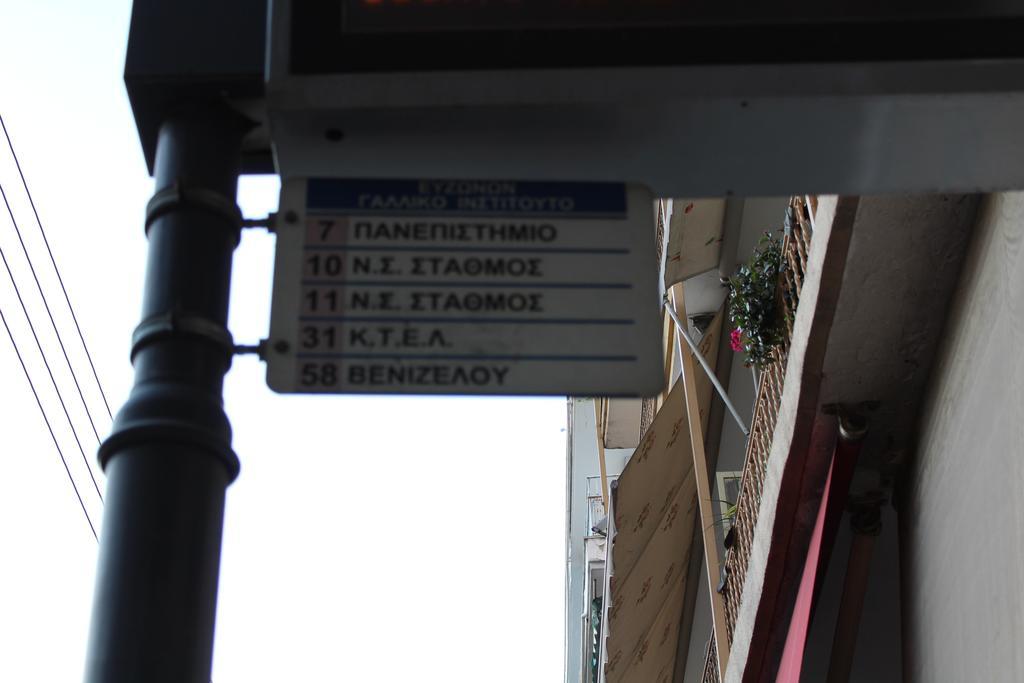 ΕΥΖΩΝΩΝ
ΓΑΛΛΙΚΟ ΙΝΣΤΙΤΟΥΤΟ
7 ΠΑΝΕΠΙΣΤΗΜΙΟ
10 Ν.Σ. ΣΤΑΘΜΟΣ
11 Ν.Σ. ΣΤΑΘΜΟΣ
31 Κ.Τ.Ε.Λ.
58 ΒΕΝΙΖΕΛΟΥ